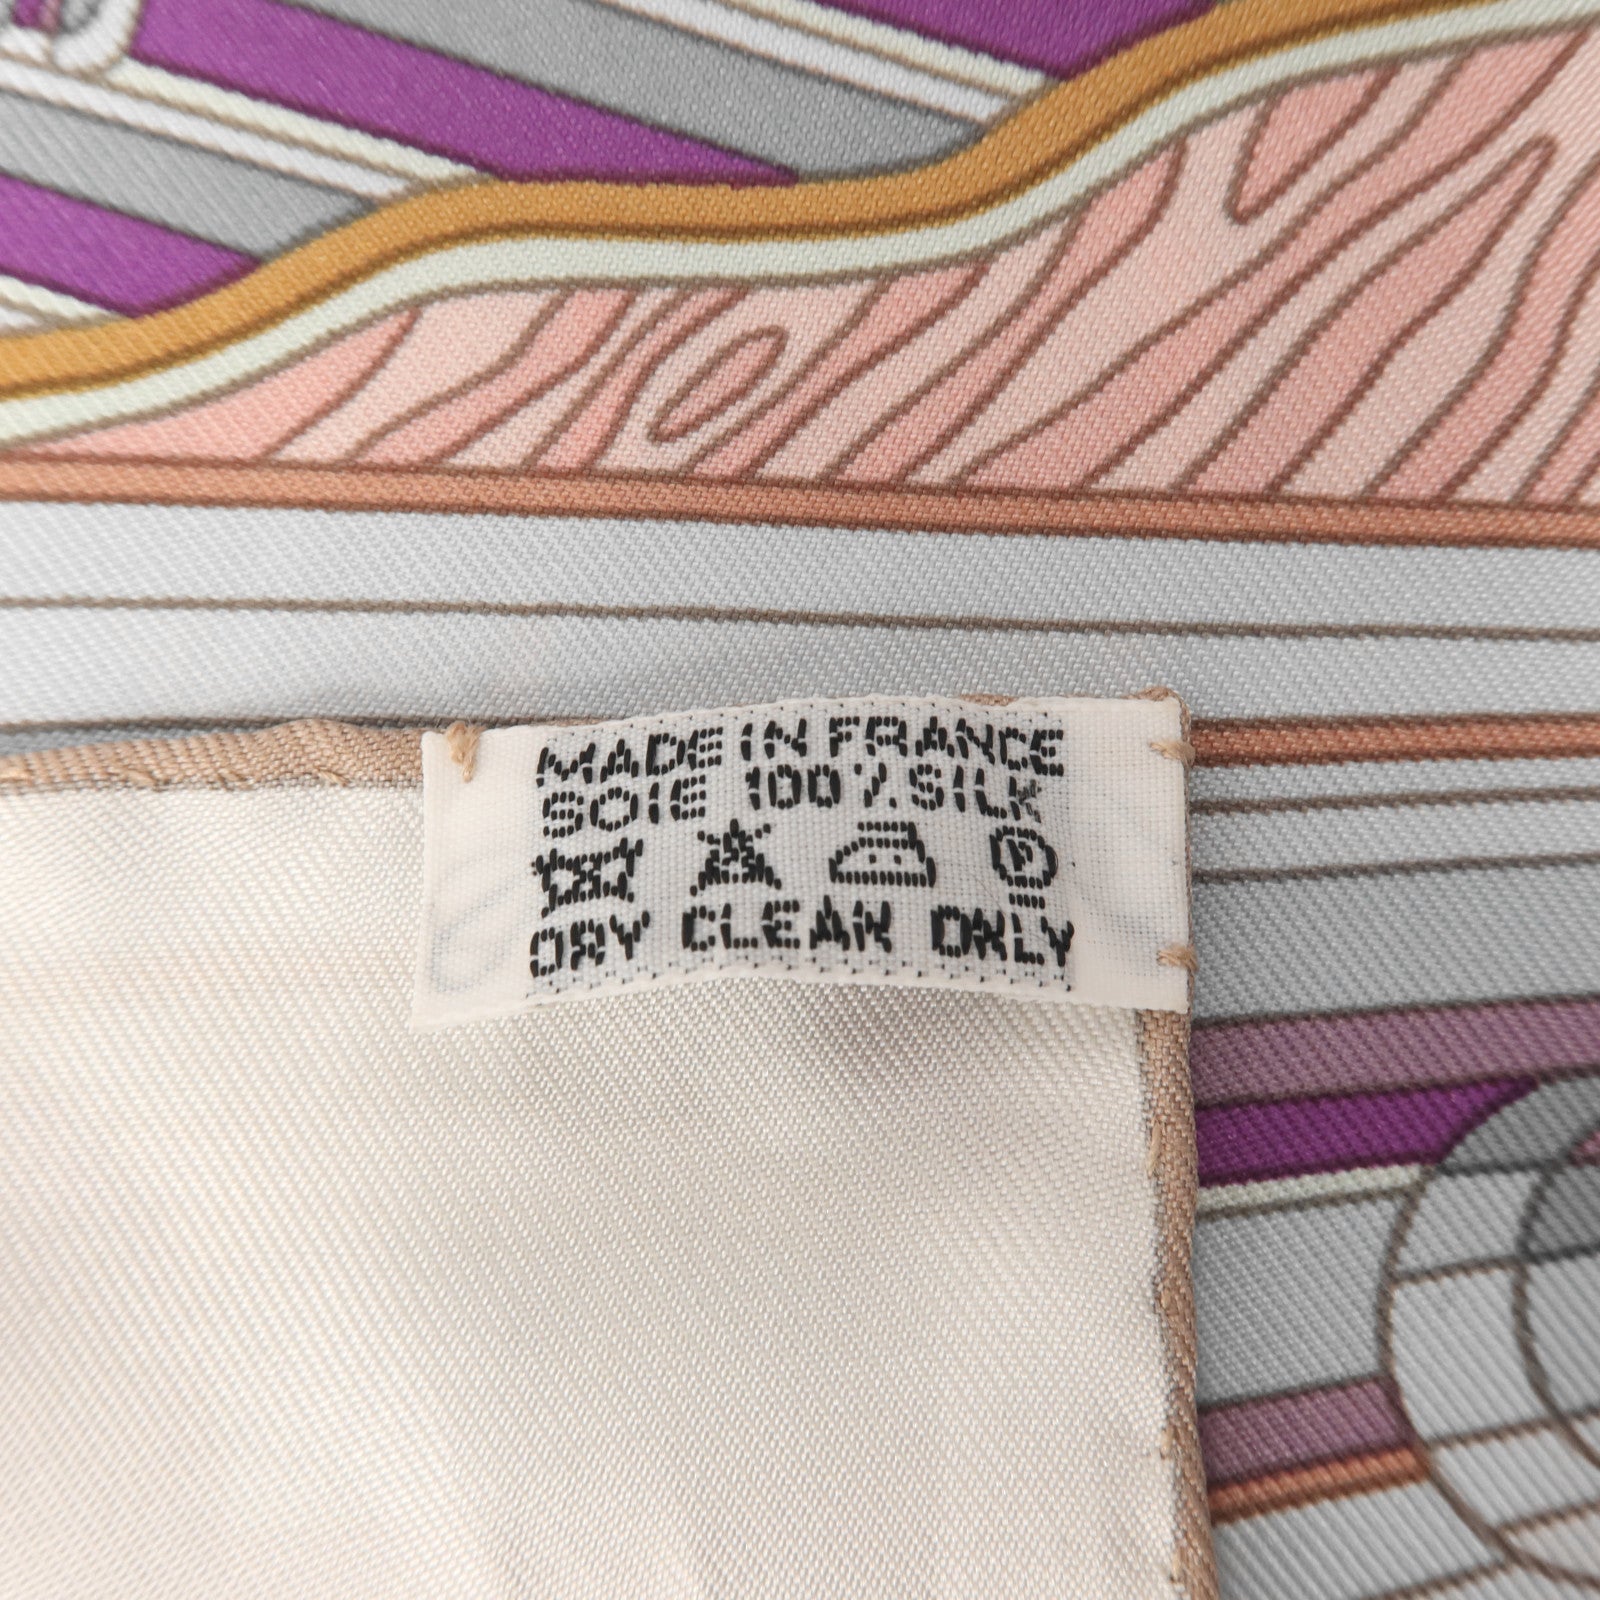 MADE IN FRANCE
SOIE 100% SILK
P
DRY CLEAN ONLY